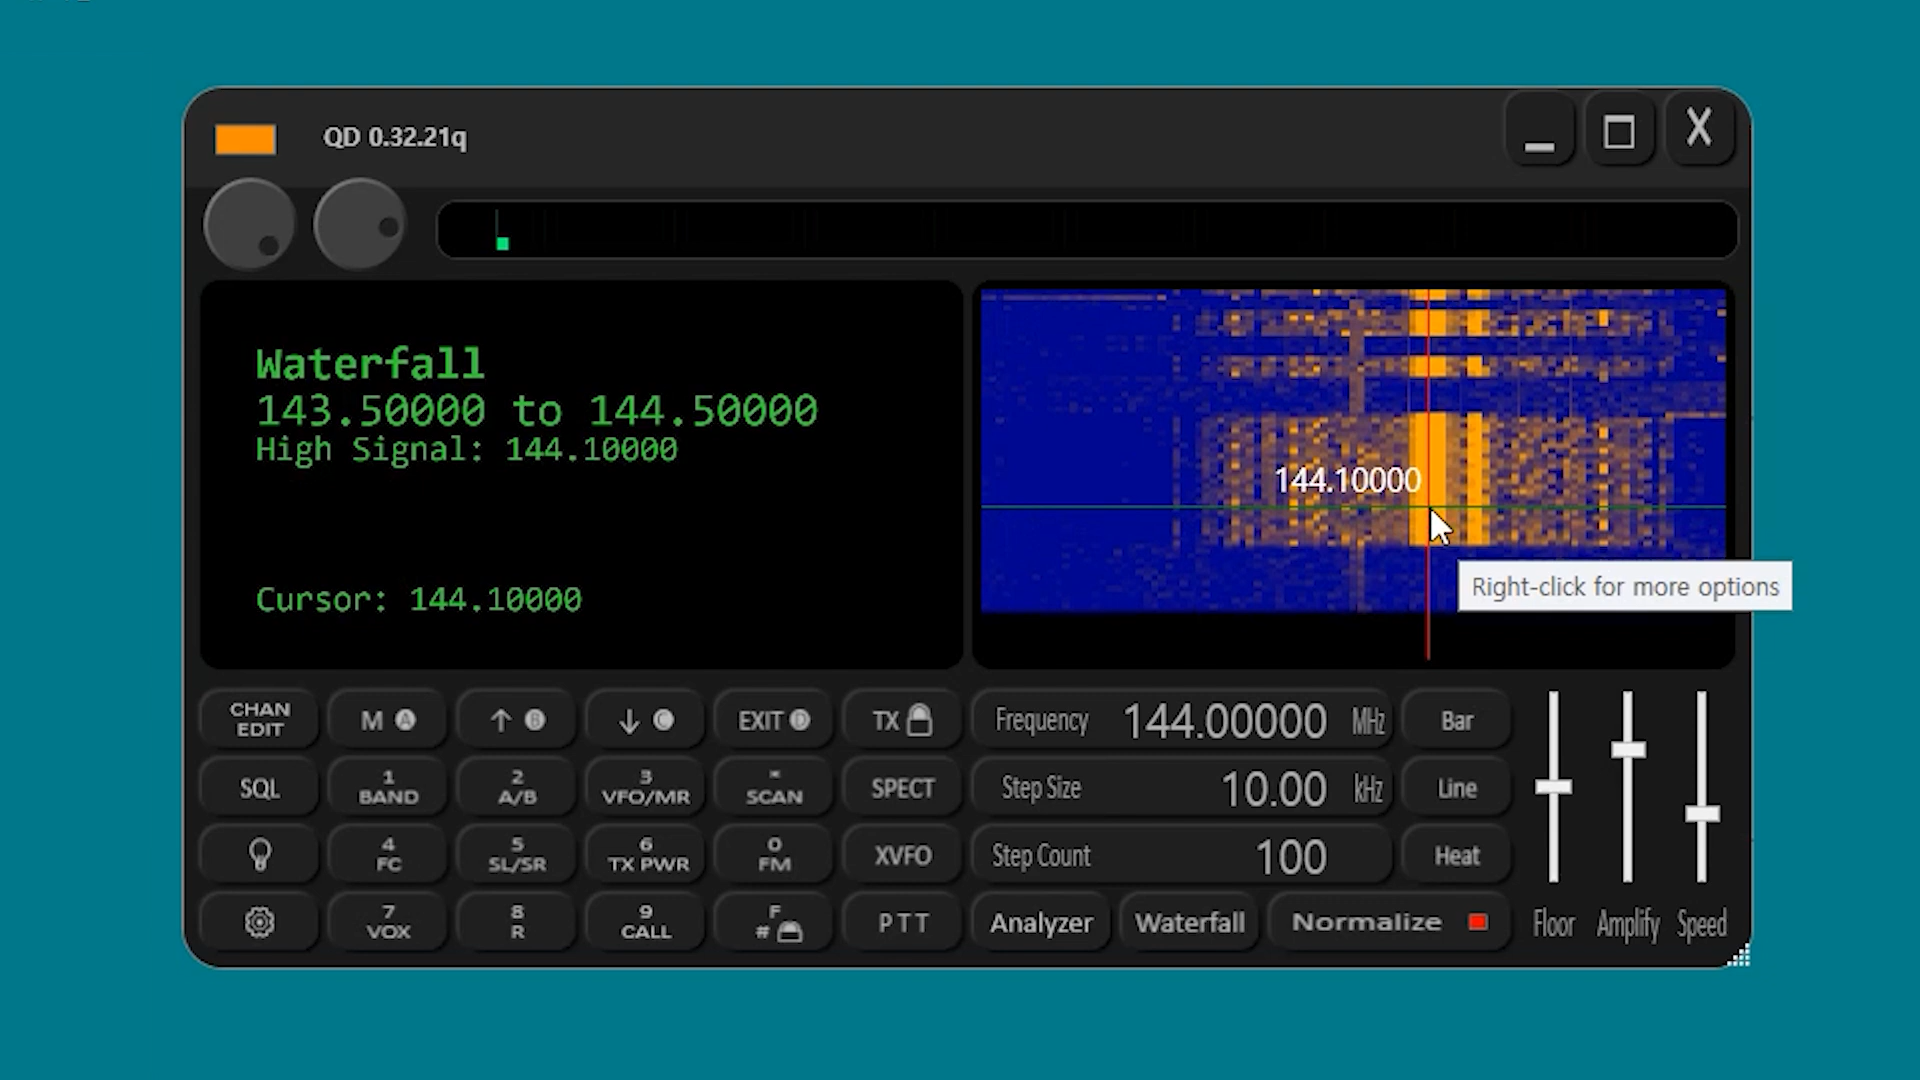 QD 0.32.21q
X
Waterfall
143.50000 to 144.50000
High Signal: 144.10000
Cursor: 144.10000
144.10000
Right-click for more options
CHAN
EDIT
M A
↑ B
↓ C
EXIT D
TX
Frequency 144.00000 MHz
Bar
SQL
1
BAND
2
A/B
3
VFO/MR
*
SCAN
SPECT
Step Size 10.00 kHz
Line
4
FC
5
SL/SR
6
TX PWR
0
FM
XVFO
Step Count 100
Heat
7
VOX
8
R
9
CALL
F
#
PTT
Analyzer
Waterfall
Normalize
Floor
Amplify
Speed